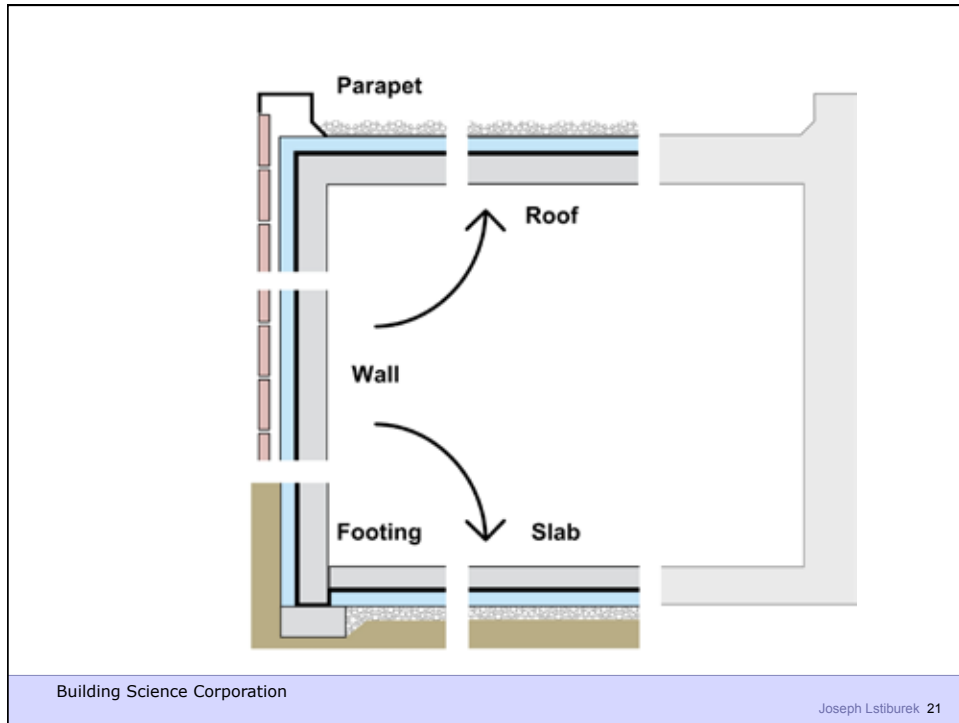 Parapet
Roof
Wall
Footing Slab
Building Science Corporation
Joseph Lstiburek 21